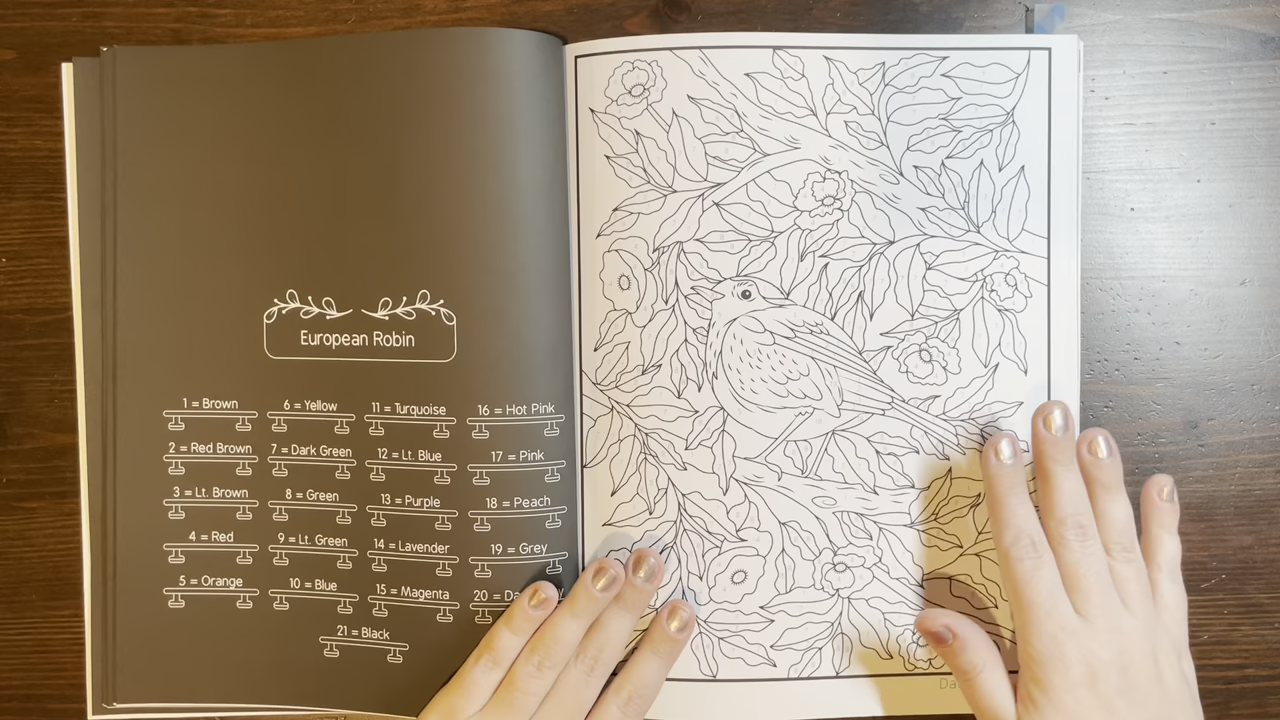 European Robin
1 = Brown
6 = Yellow
11 = Turquoise
16 = Hot Pink
2 = Red Brown
7 = Dark Green
12 = Lt. Blue
17 = Pink
3 = Lt. Brown
8 = Green
13 = Purple
18 = Peach
4 = Red
9 = Lt. Green
14 = Lavender
19 = Grey
5 = Orange
10 = Blue
15 = Magenta
20 =
21 = Black